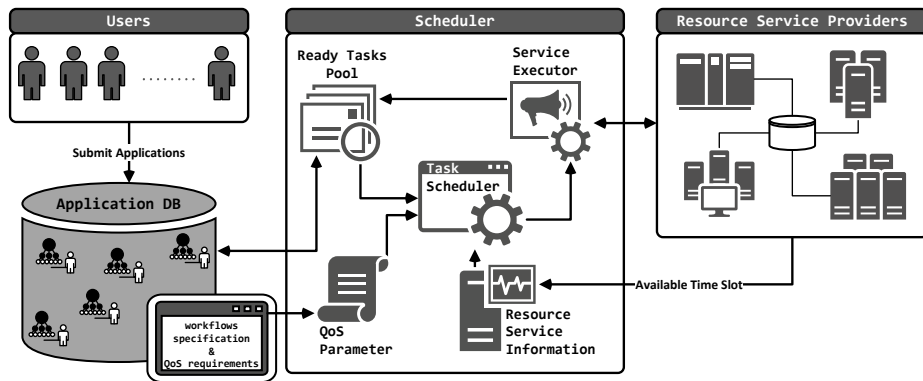 Users
Submit Applications
Application DB
workflows
specification
&
QoS requirements
Scheduler
Ready Tasks
Pool
Service
Executor
Task
Scheduler
QoS
Parameter
Resource
Service
Information
Resource Service Providers
Available Time Slot